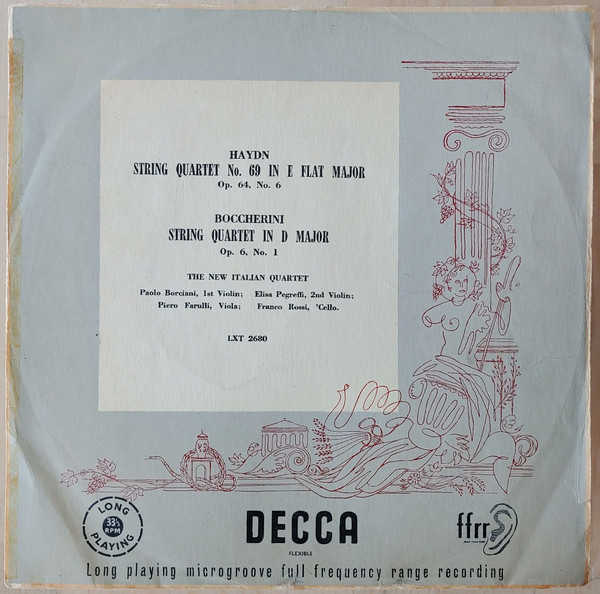 HAYDN
STRING QUARTET No. 69 IN E FLAT MAJOR
Op. 64, No. 6
BOCCHERINI
STRING QUARTET IN D MAJOR
Op. 6, No. 1
THE NEW ITALIAN QUARTET
Paolo Borciani, 1st Violin; Elisa Pegreffi, 2nd Violin;
Piero Farulli, Viola; Franco Rossi, 'Cello.
LXT 2680
LONG
33⅓
RPM
PLAYING
DECCA
ffrr
FLEXIBLE
Long playing microgroove full frequency range recording